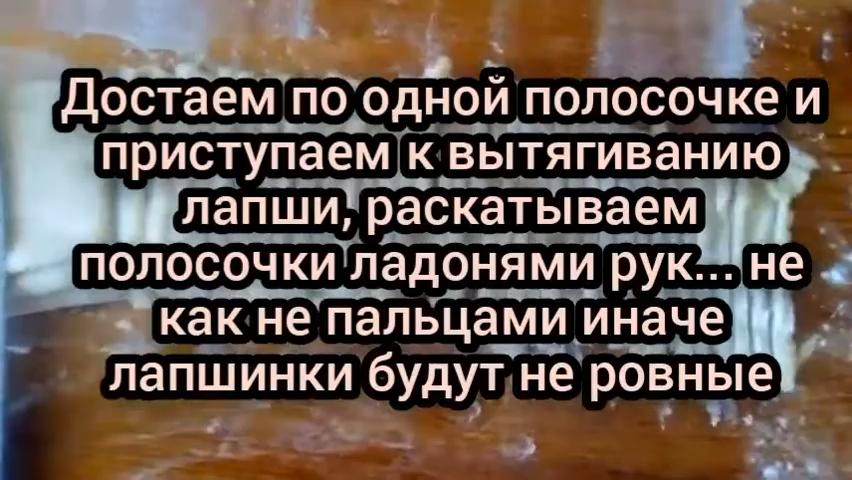 Достаем по одной полосочке и
приступаем к вытягиванию
лапши, раскатываем
полосочки ладонями рук... не
как не пальцами иначе
лапшинки будут не ровные